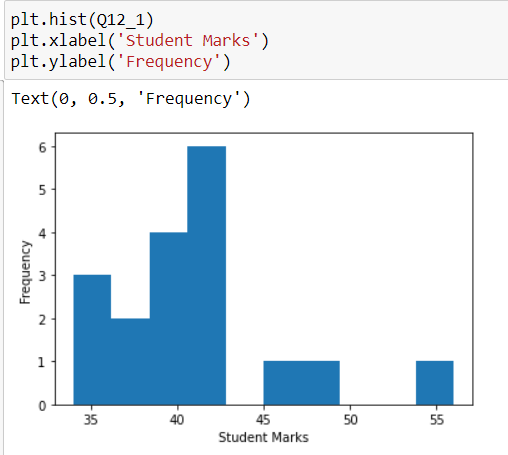 plt.hist(Q12_1)
plt.xlabel('Student Marks')
plt.ylabel('Frequency')
Text(0, 0.5, 'Frequency')
6
5
4
3
2
1
0
Frequency
35 40 45 50 55
Student Marks